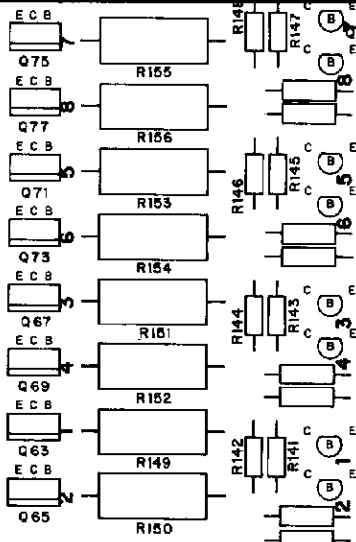 E C B
7
Q75
R155
R148
R147
C
E
B
7
C
B
E C B
8
Q77
R156
8
E C B
5
Q71
R153
R146
R145
C
E
B
5
C
B
E C B
6
Q73
R154
6
E C B
3
Q67
R151
R144
R143
C
E
B
3
C
E
B
E C B
4
Q69
R152
4
E C B
1
Q63
R149
R142
R141
C
E
B
1
C
E
B
E C B
2
Q65
R150
2